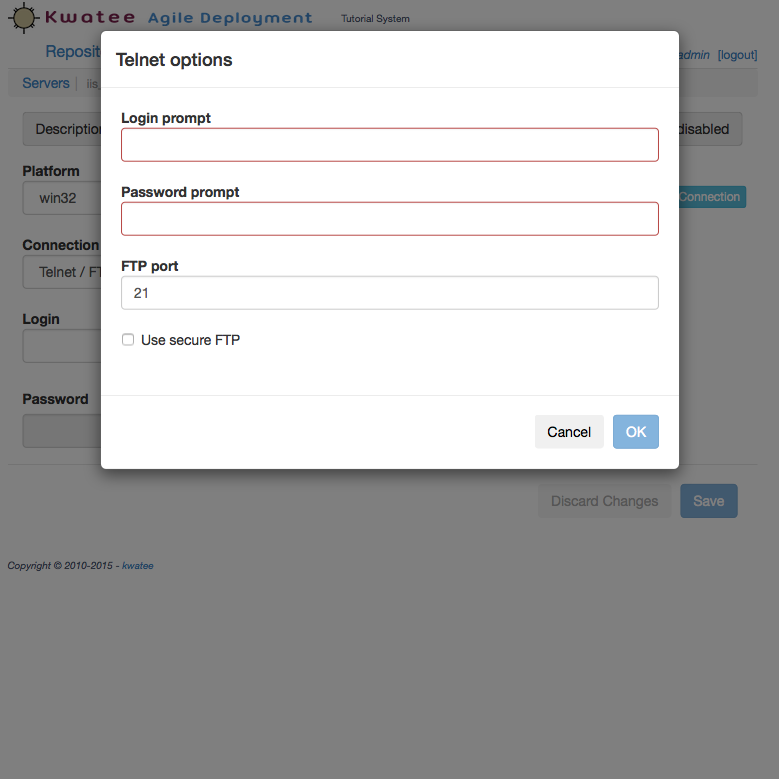 Kwatee Agile Deployment Tutorial System
admin [logout]
Servers
Telnet options
Description
disabled
Platform
win32
Connection
Connection
Telnet / FT
Login
Password
Login prompt
Password prompt
FTP port
21
Use secure FTP
Cancel OK
Discard Changes Save
Copyright © 2010-2015 - kwatee